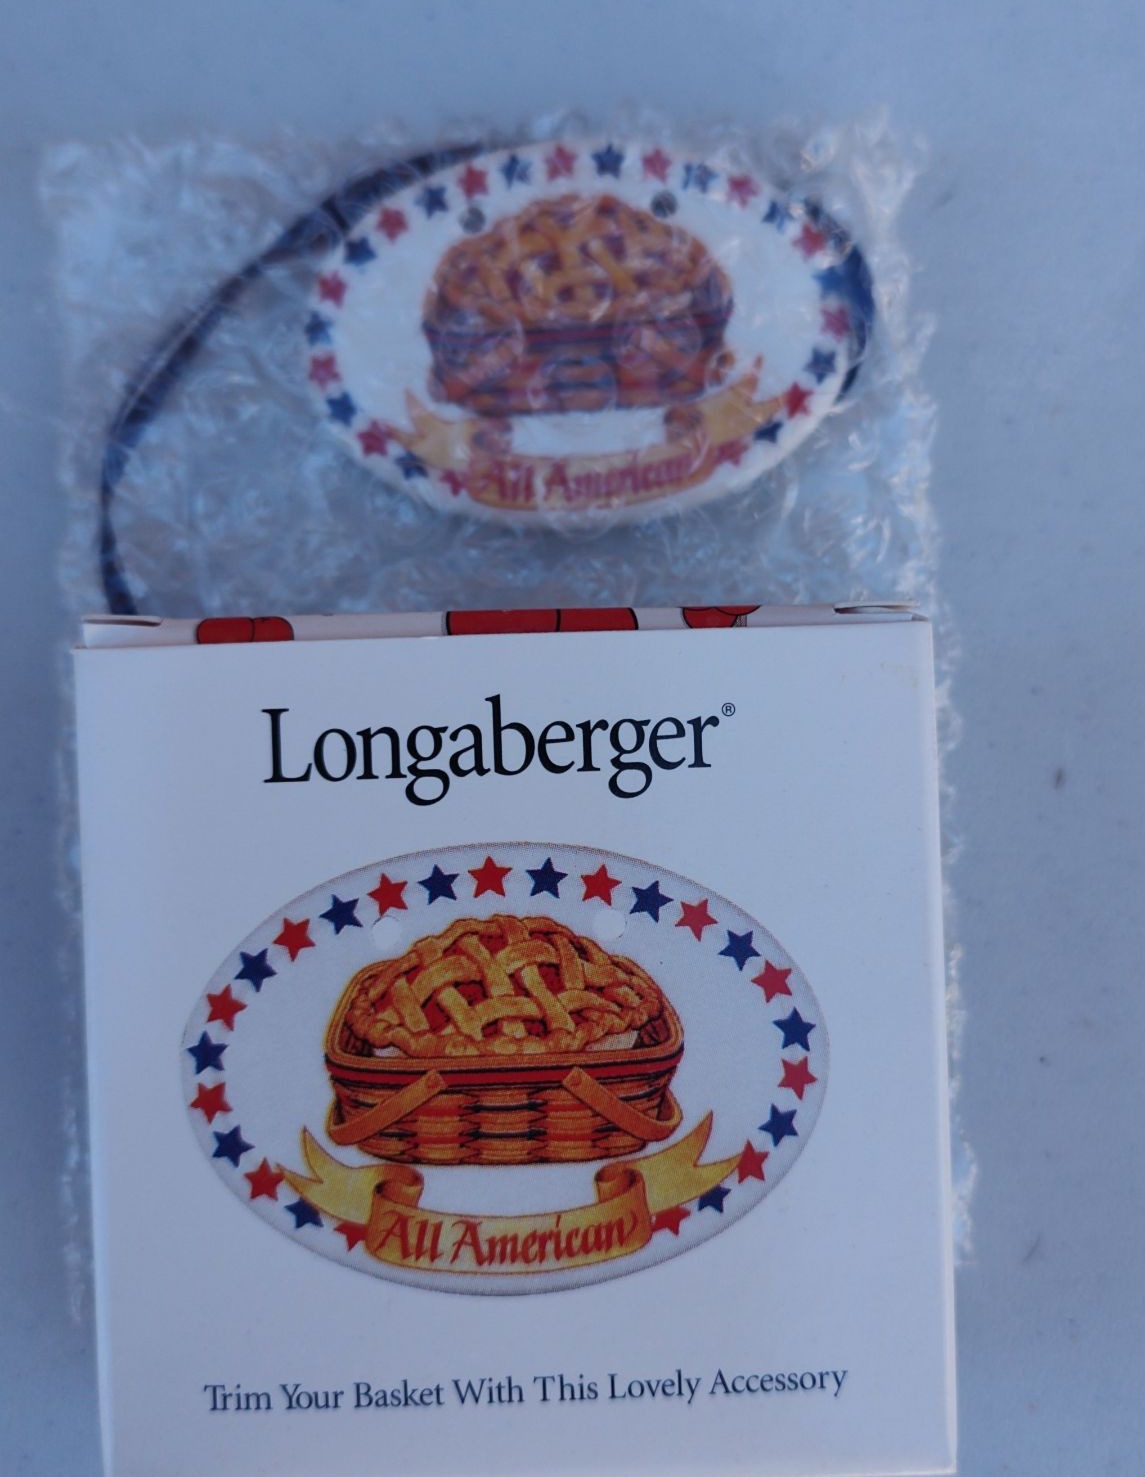 All American
Longaberger®
All American
Trim Your Basket With This Lovely Accessory